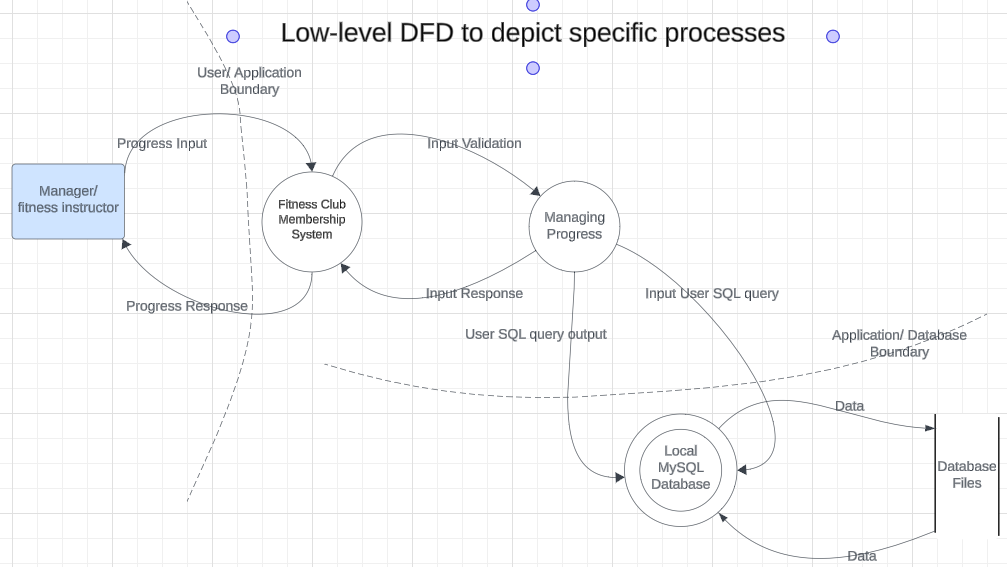 Low-level DFD to depict specific processes
User/ Application
Boundary
Progress Input
Input Validation
Manager/
fitness instructor
Fitness Club
Membership
System
Managing
Progress
Progress Response
Input Response
Input User SQL query
User SQL query output
Application/ Database
Boundary
Data
Local
MySQL
Database
Database
Files
Data